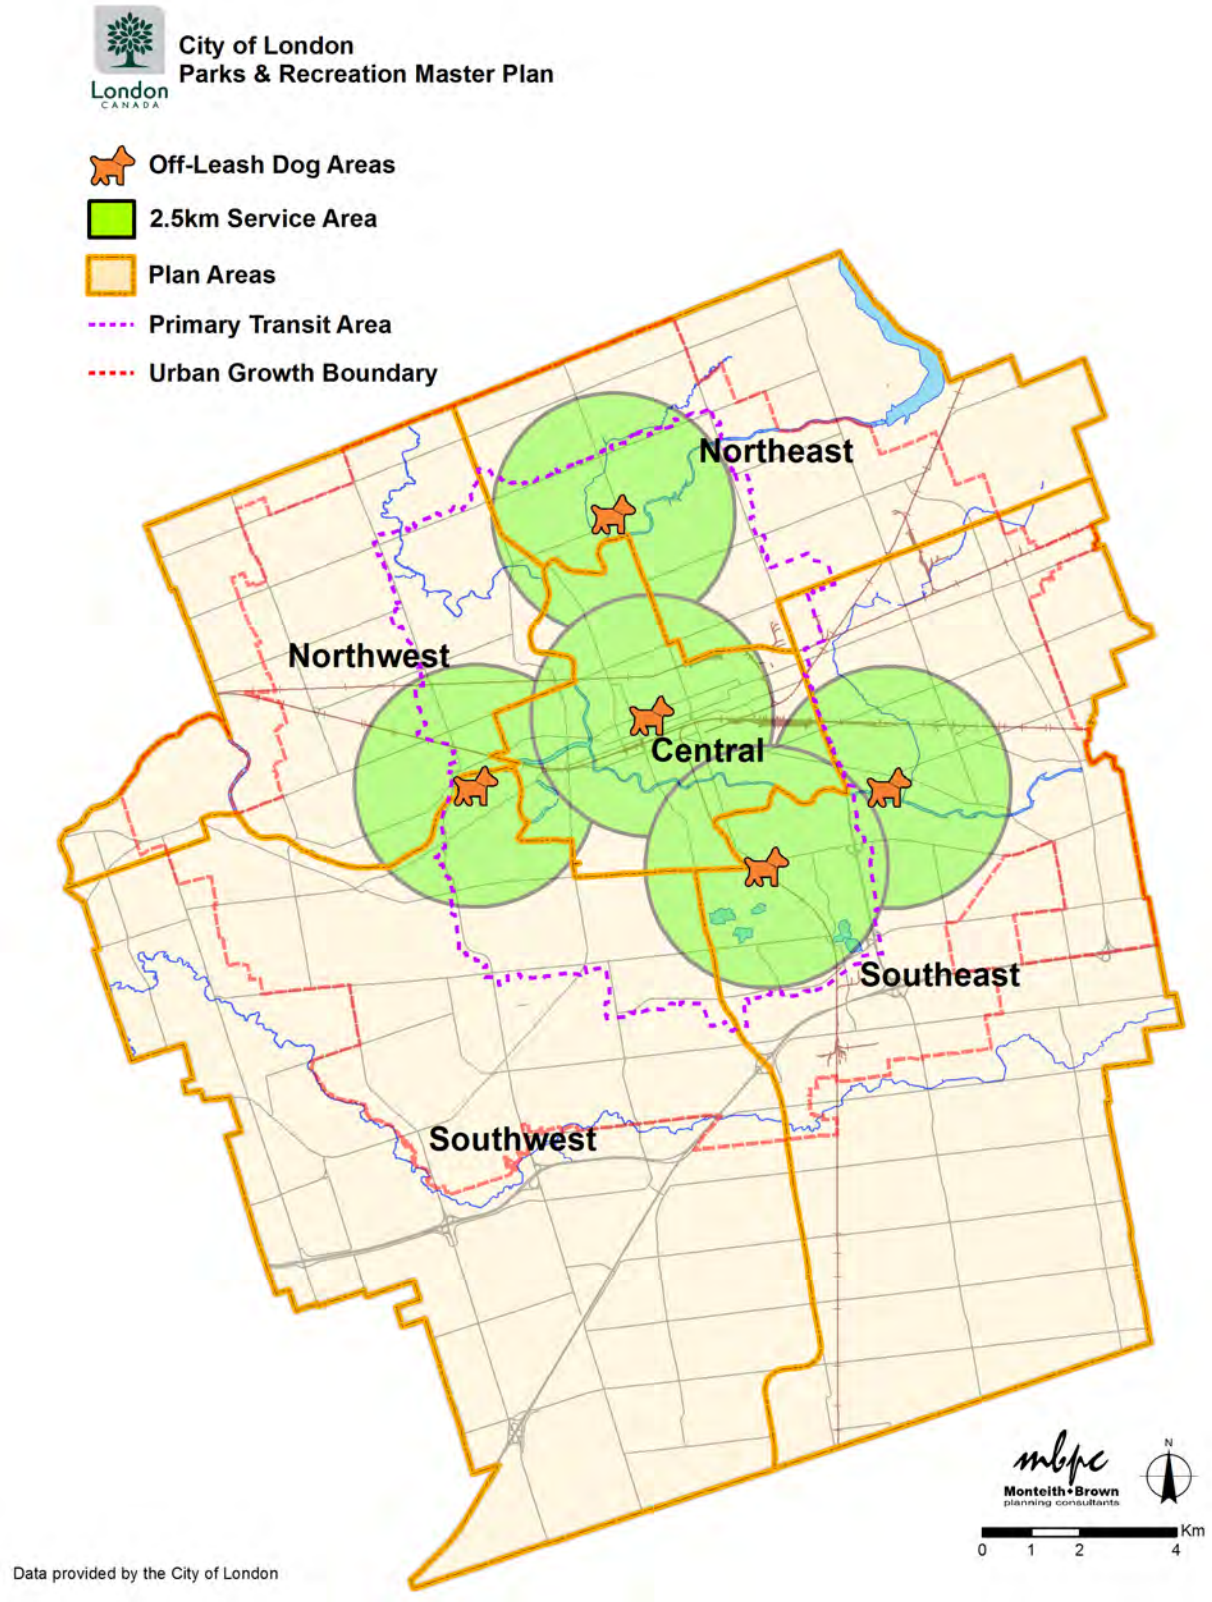 City of London
Parks & Recreation Master Plan
London
CANADA
Off-Leash Dog Areas
2.5km Service Area
Plan Areas
Primary Transit Area
Urban Growth Boundary
Northeast
Northwest
Central
Southeast
Southwest
mbpc
Monteith Brown
planning consultants
N
Km
0 1 2 4
Data provided by the City of London